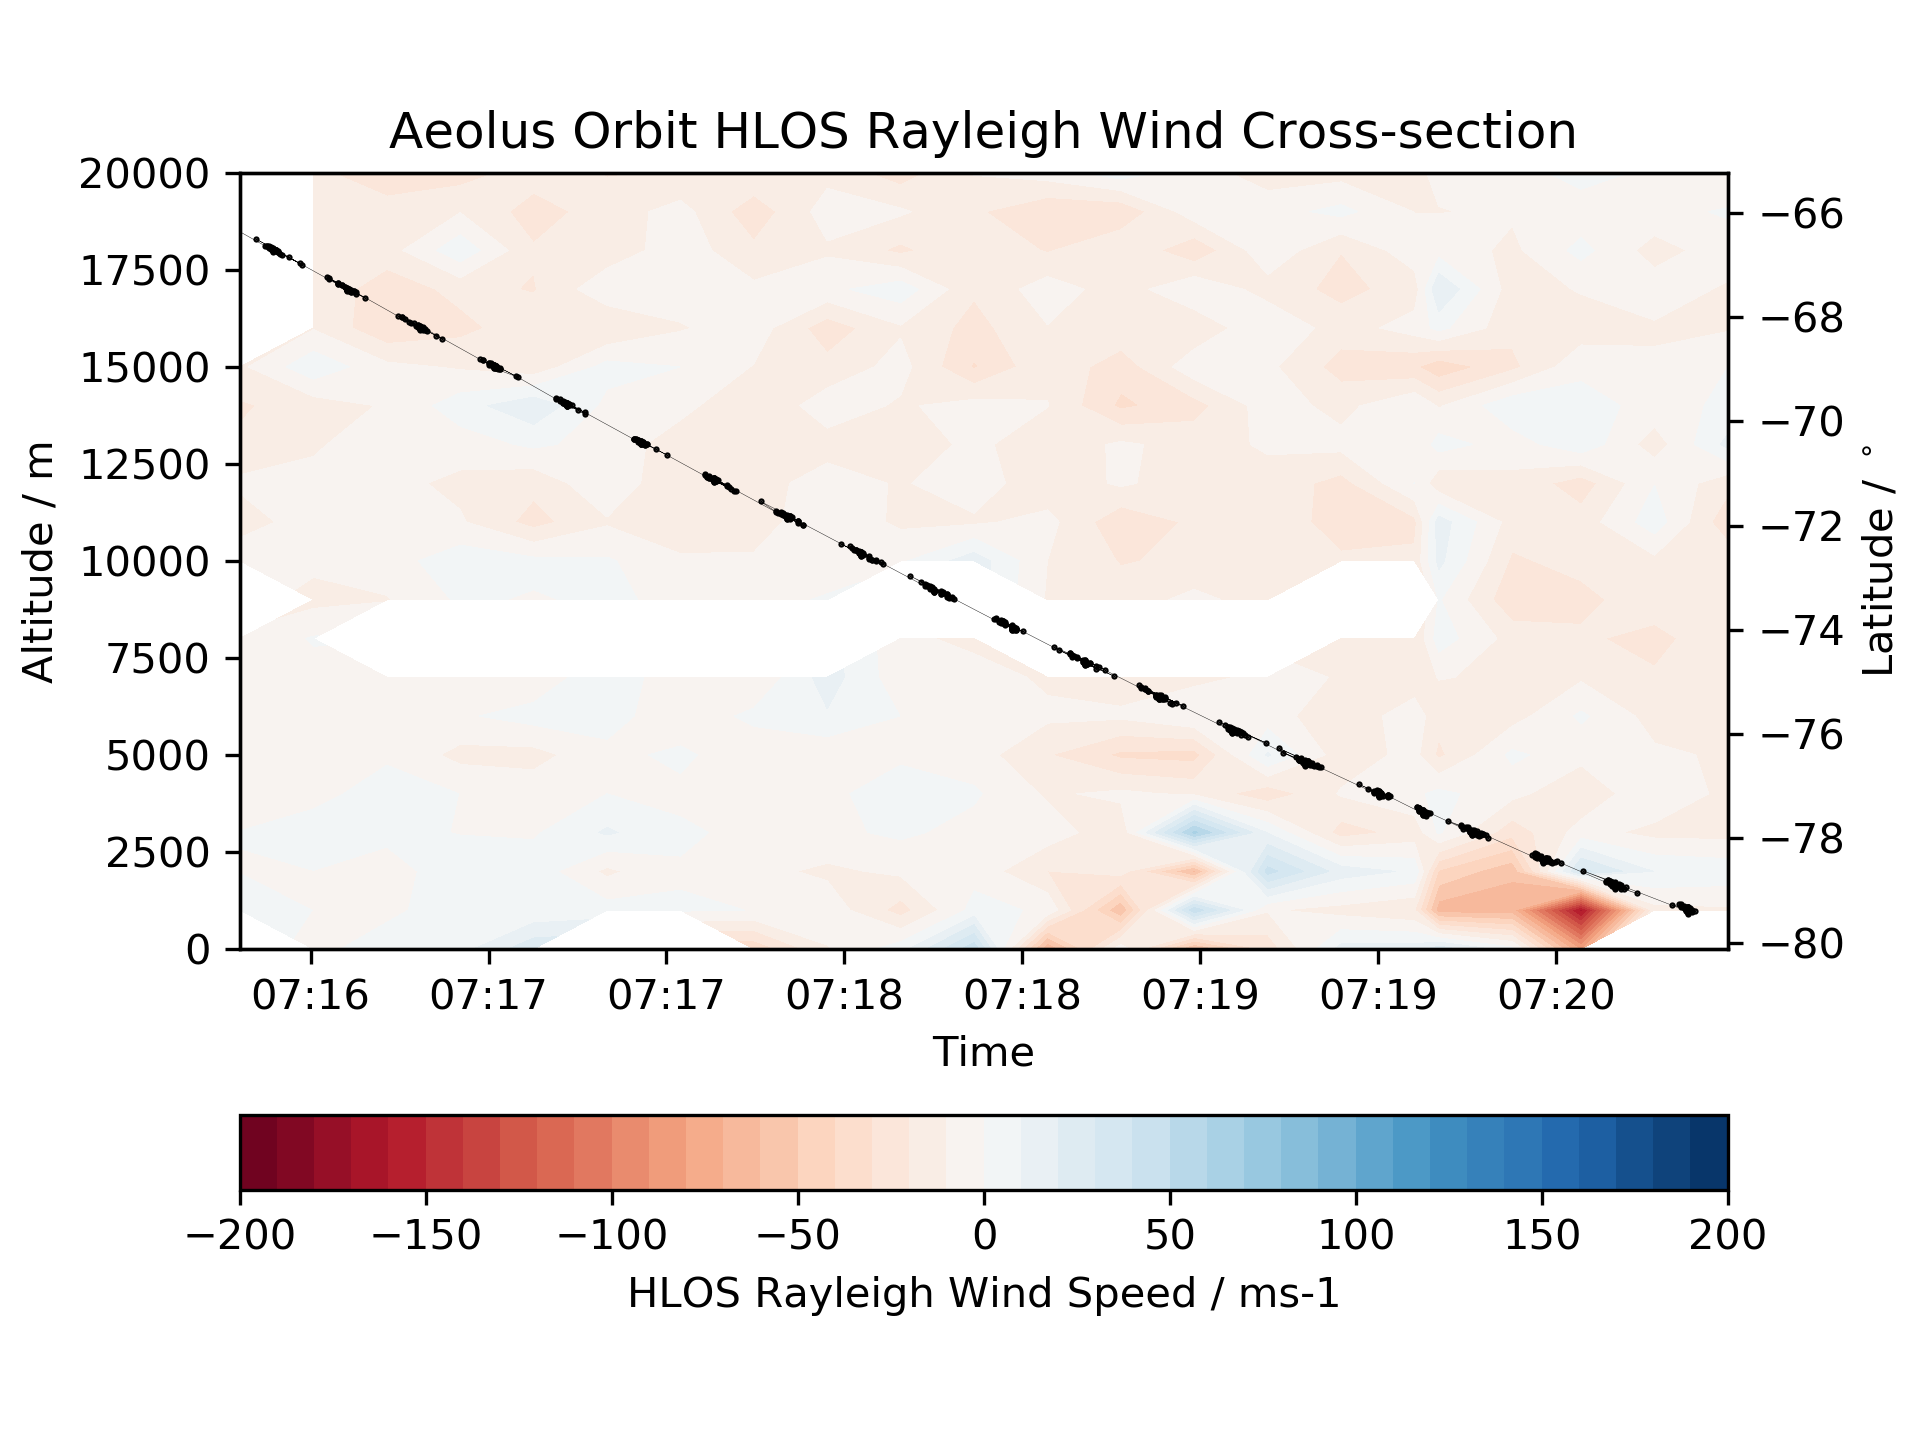 Aeolus Orbit HLOS Rayleigh Wind Cross-section
20000
17500
15000
12500
10000
7500
5000
2500
0
Altitude / m
−66
−68
−70
−72
−74
−76
−78
−80
Latitude / °
07:16 07:17 07:17 07:18 07:18 07:19 07:19 07:20
Time
−200 −150 −100 −50 0 50 100 150 200
HLOS Rayleigh Wind Speed / ms-1